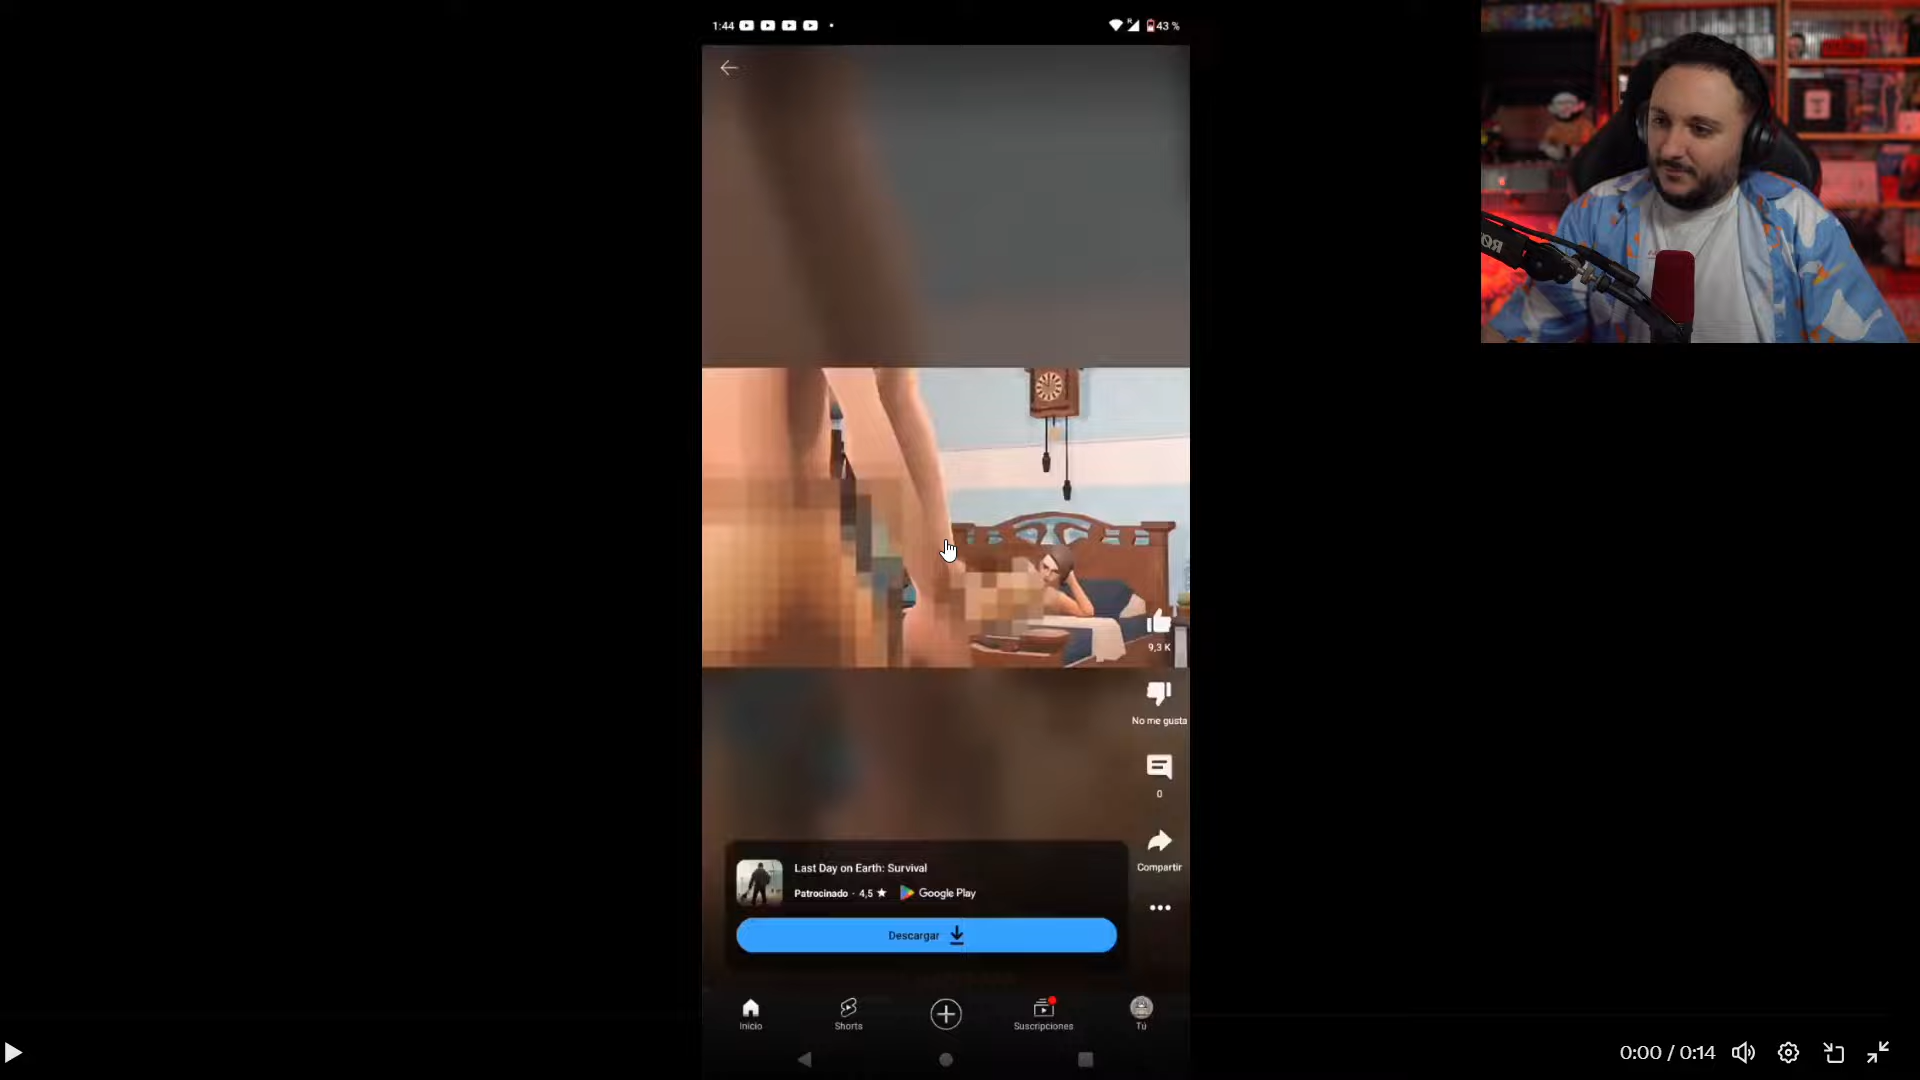 1:44
R
43 %
9,3 K
No me gusta
0
Compartir
Last Day on Earth: Survival
Patrocinado · 4,5 ★ Google Play
Descargar
Inicio
Shorts
Suscripciones
Tú
0:00 / 0:14
RØ